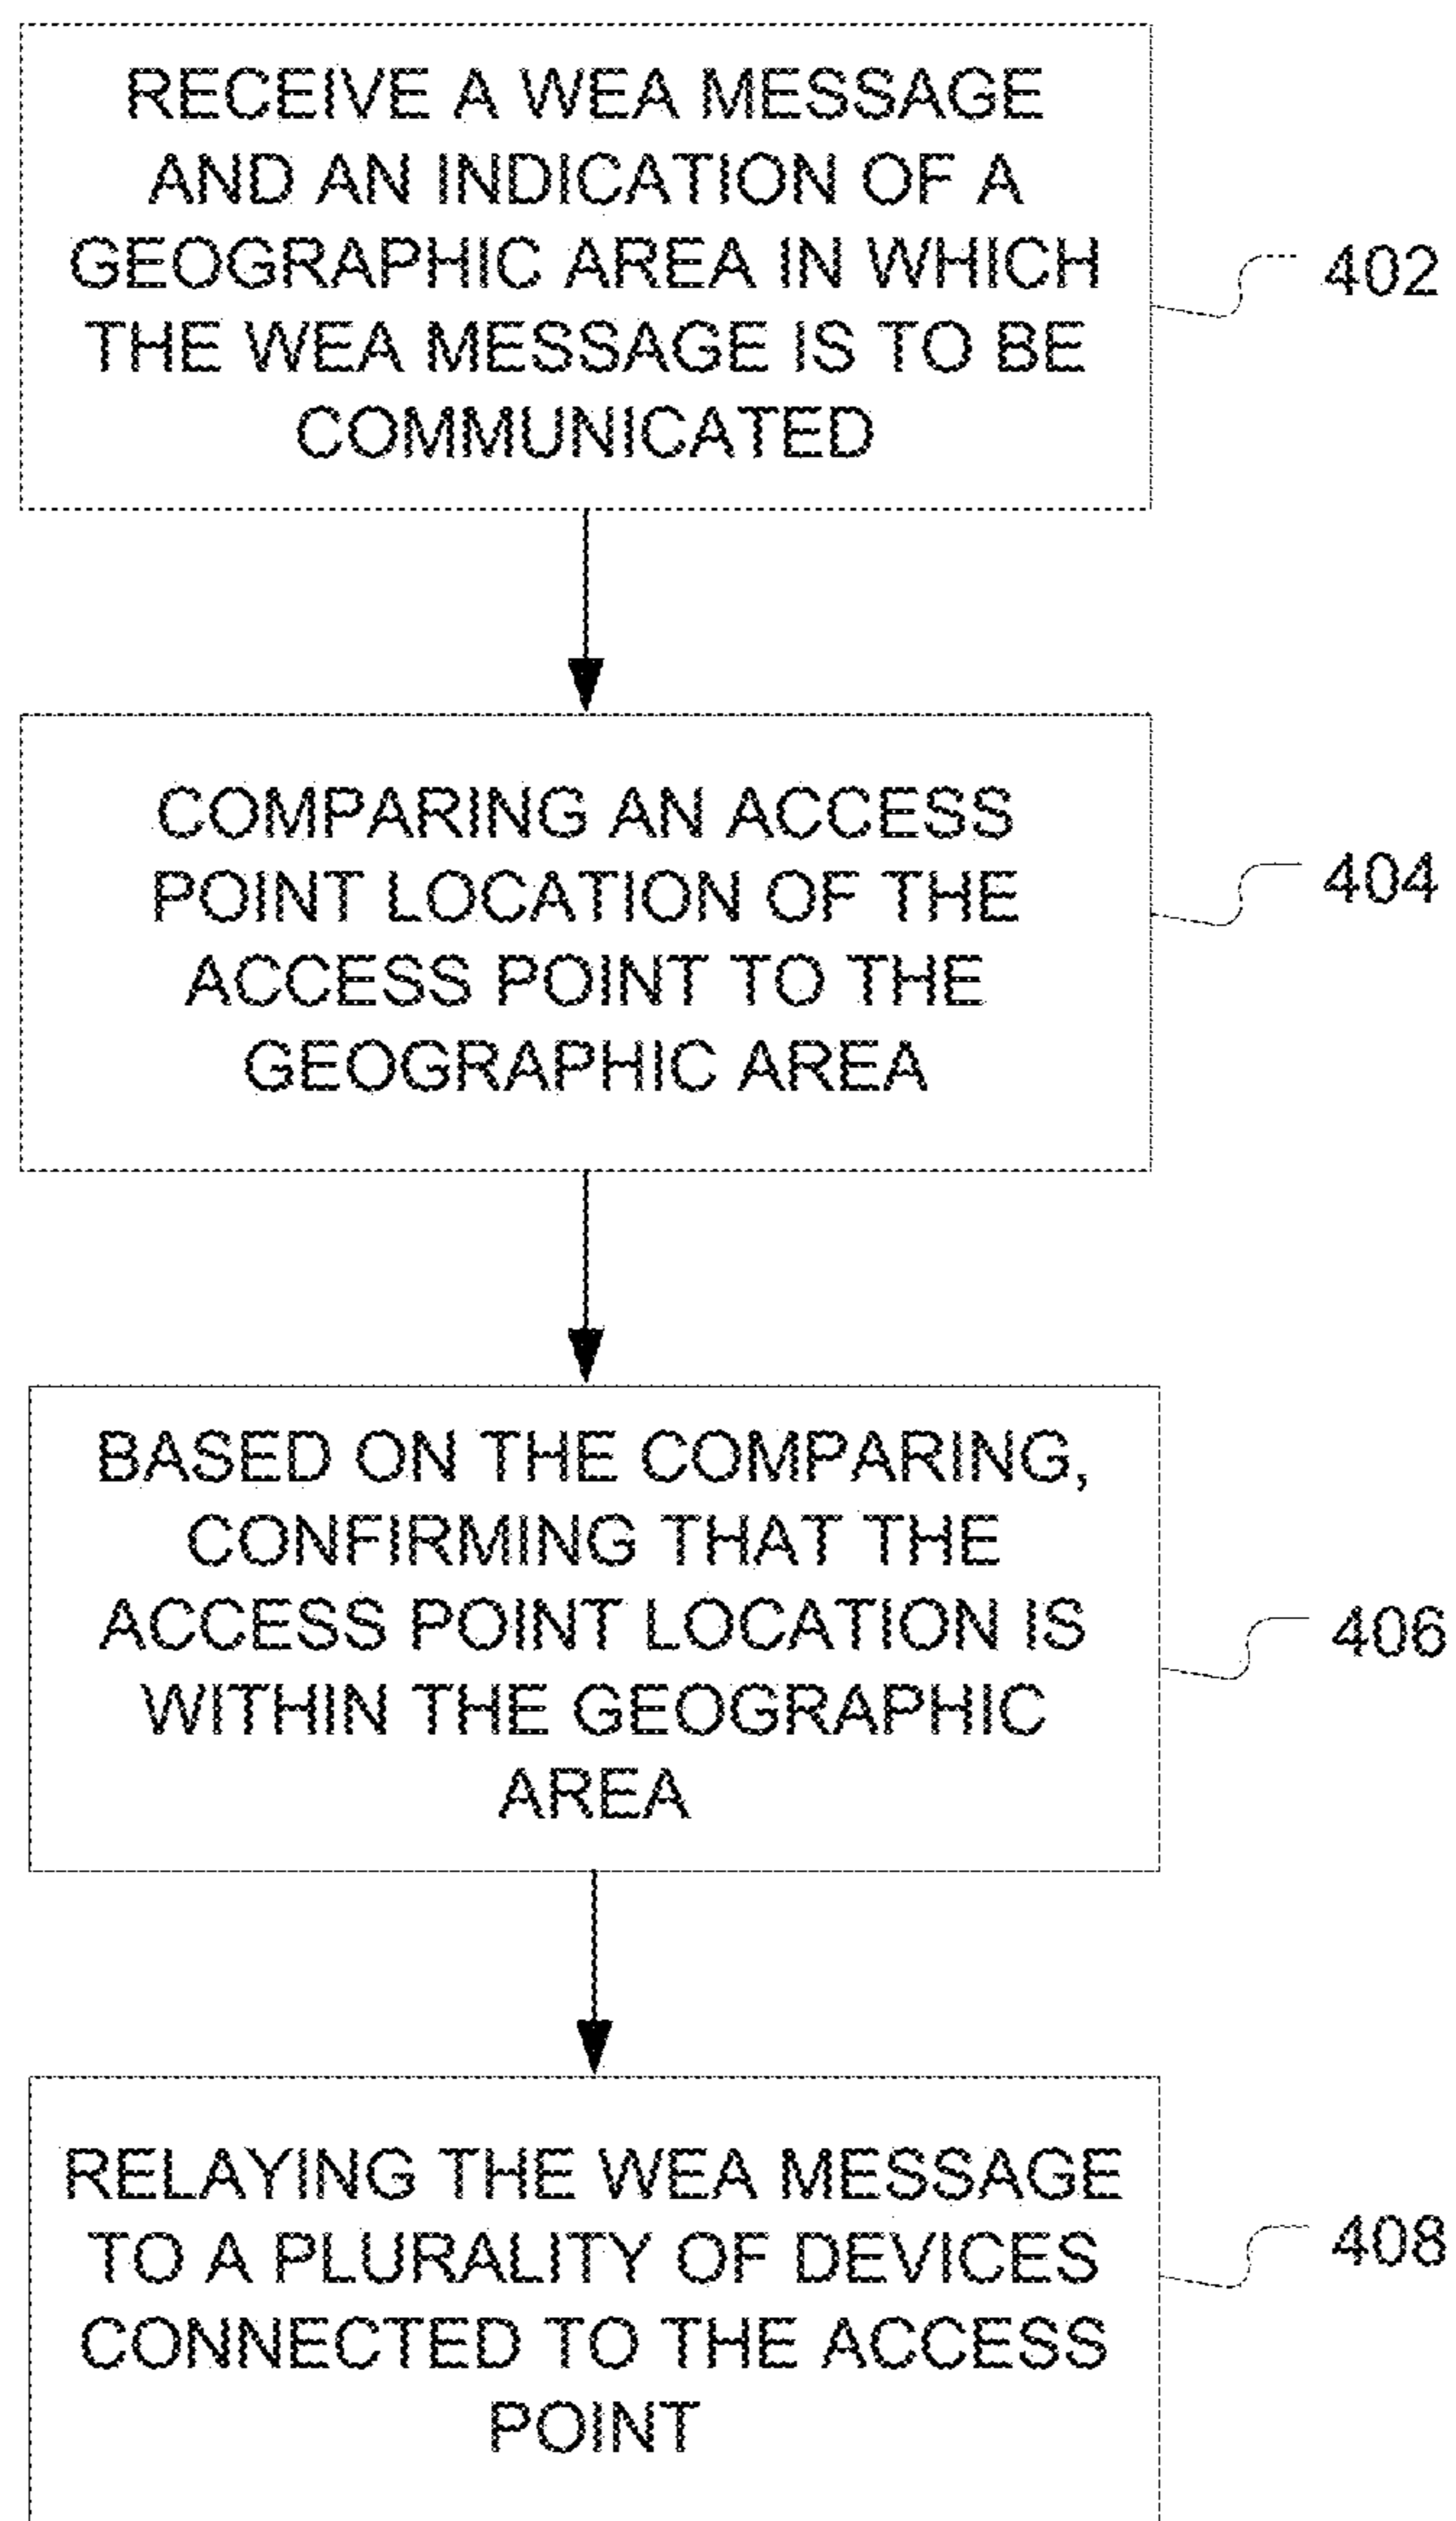 RECEIVE A WEA MESSAGE
AND AN INDICATION OF A
GEOGRAPHIC AREA IN WHICH
THE WEA MESSAGE IS TO BE
COMMUNICATED
402
COMPARING AN ACCESS
POINT LOCATION OF THE
ACCESS POINT TO THE
GEOGRAPHIC AREA
404
BASED ON THE COMPARING,
CONFIRMING THAT THE
ACCESS POINT LOCATION IS
WITHIN THE GEOGRAPHIC
AREA
406
RELAYING THE WEA MESSAGE
TO A PLURALITY OF DEVICES
CONNECTED TO THE ACCESS
POINT
408